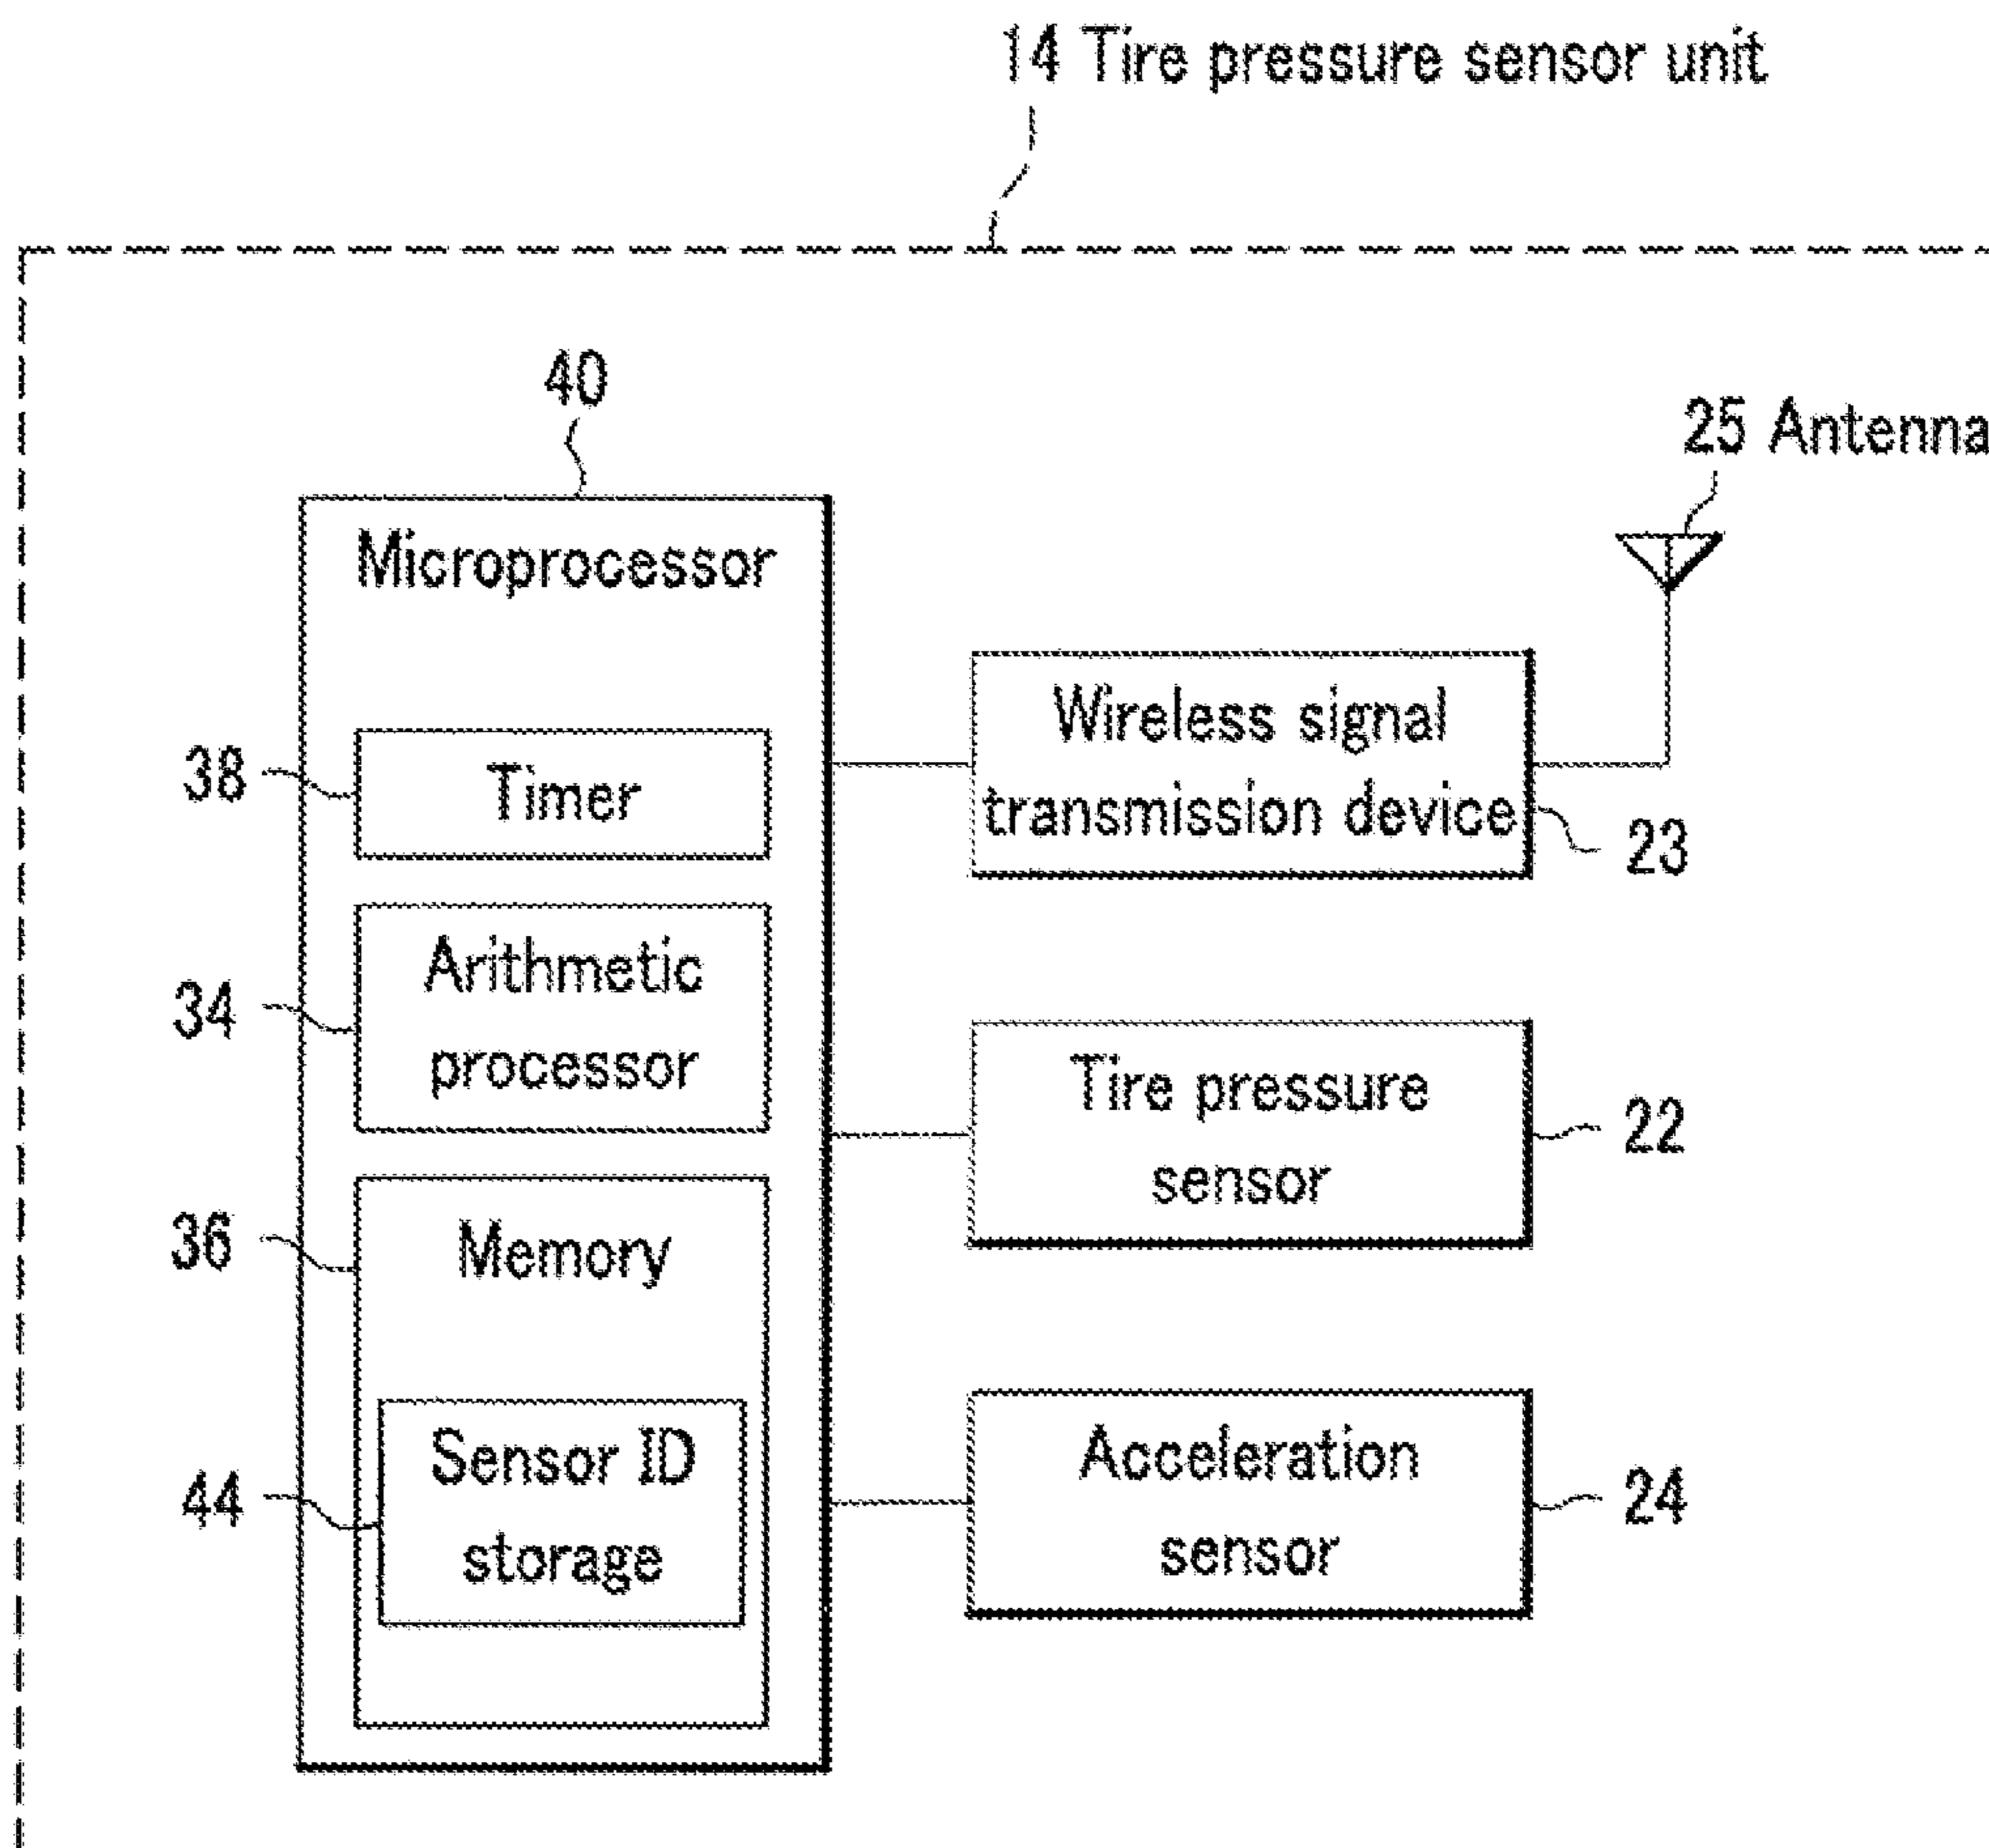 14 Tire pressure sensor unit
40
25 Antenna
Microprocessor
Wireless signal
transmission device
23
38
Timer
34
Arithmetic
processor
Tire pressure
sensor
22
36
Memory
44
Sensor ID
storage
Acceleration
sensor
24